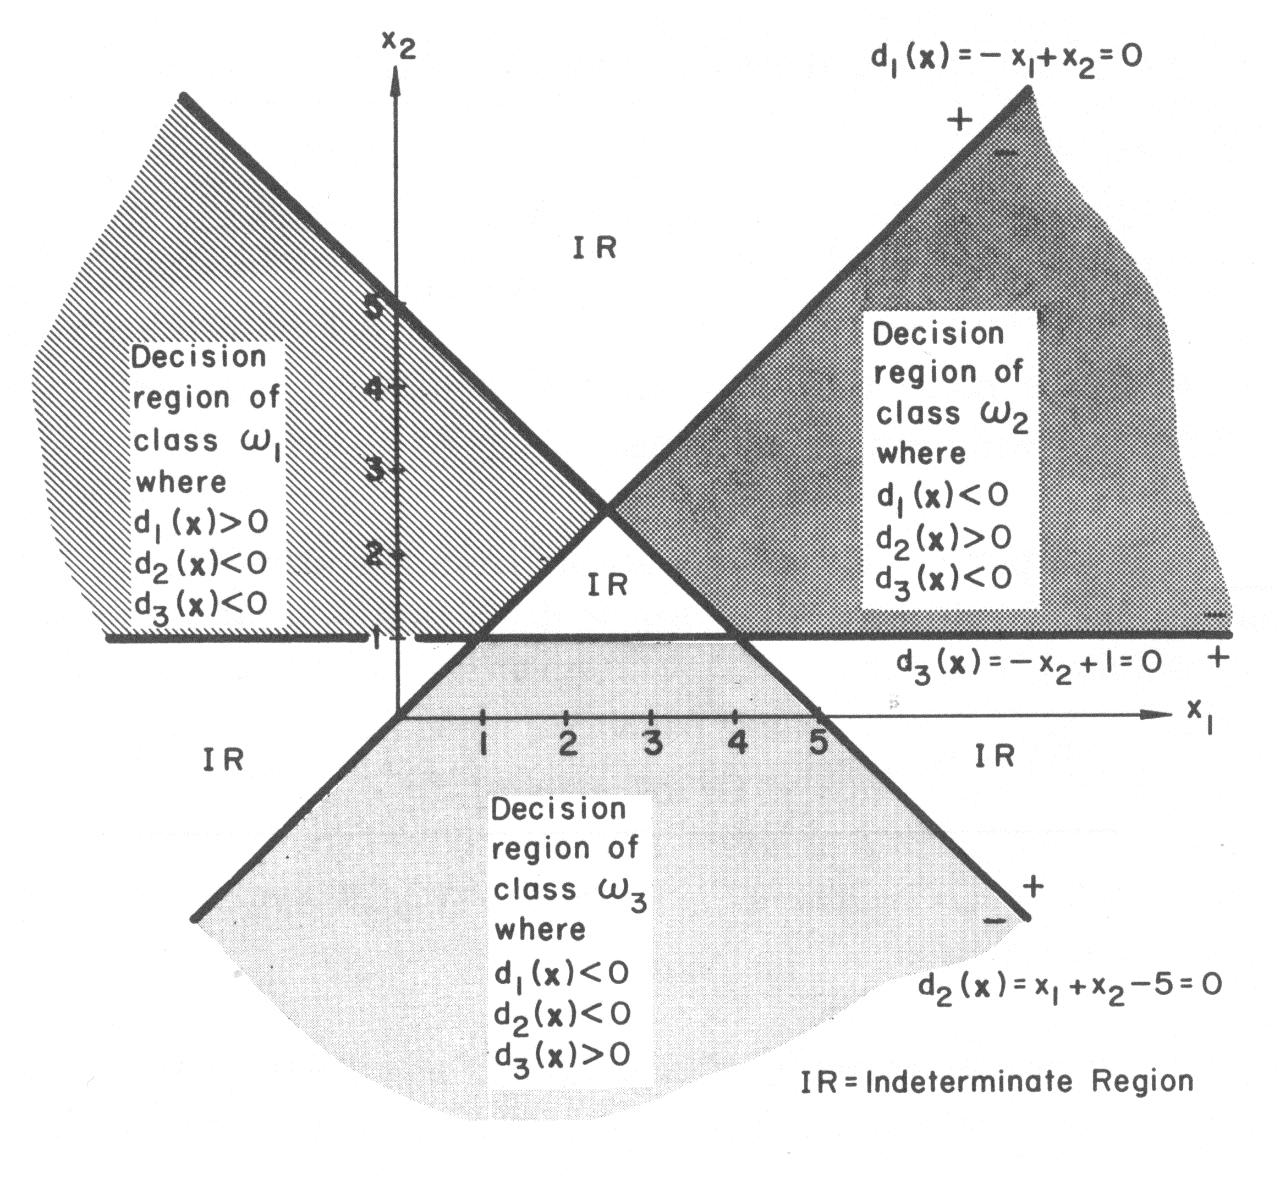 x₂
d₁(x)=−x₁+x₂=0
+
−
IR
5
4
3
2
1
Decision
region of
class ω₁
where
d₁(x)>0
d₂(x)<0
d₃(x)<0
Decision
region of
class ω₂
where
d₁(x)<0
d₂(x)>0
d₃(x)<0
IR
−
+
d₃(x)=−x₂+1=0
x₁
1 2 3 4 5
IR
IR
Decision
region of
class ω₃
where
d₁(x)<0
d₂(x)<0
d₃(x)>0
+
−
d₂(x)=x₁+x₂−5=0
IR=Indeterminate Region